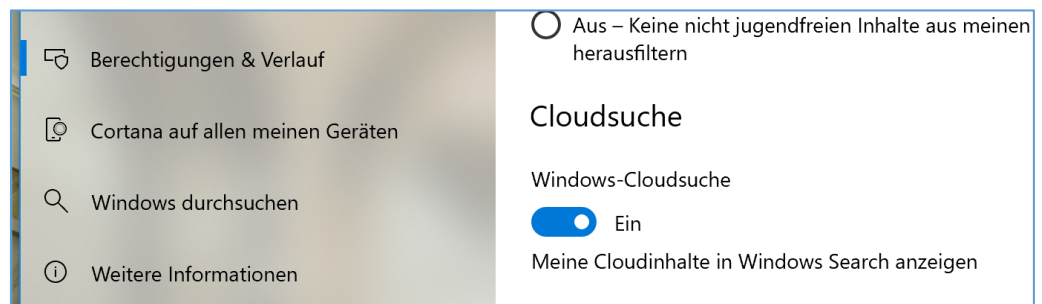 Berechtigungen & Verlauf
Cortana auf allen meinen Geräten
Windows durchsuchen
Weitere Informationen
Aus – Keine nicht jugendfreien Inhalte aus meinen
herausfiltern
Cloudsuche
Windows-Cloudsuche
Ein
Meine Cloudinhalte in Windows Search anzeigen